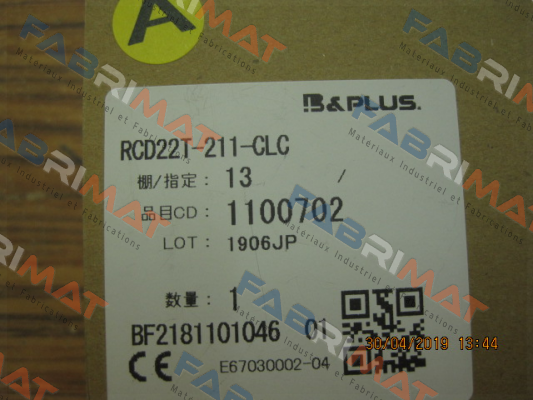 A
B&PLUS.
RCD22T-211-CLC
棚/指定: 13 /
品目CD: 1100702
LOT: 1906JP
数量: 1
BF2181101046 01
CE E67030002-04
30/04/2019 13:44
FABRIMAT
Materiaux Industriel et Fabrications